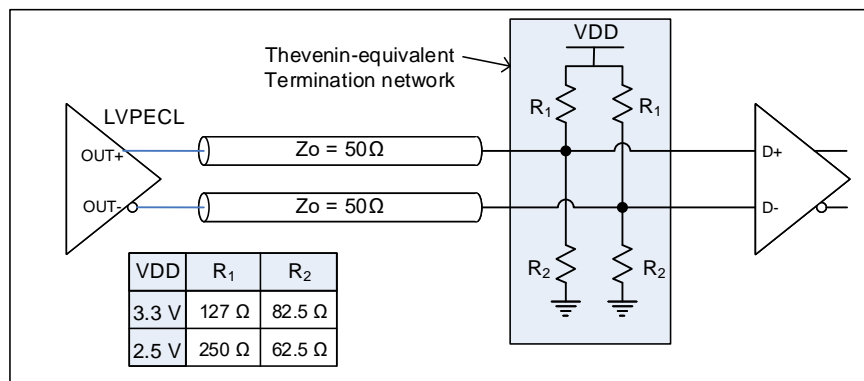 VDD
Thevenin-equivalent
Termination network
R1 R1
LVPECL
OUT+
Zo = 50Ω
D+
OUT-
Zo = 50Ω
D-
R2 R2
VDD R1 R2
3.3 V 127 Ω 82.5 Ω
2.5 V 250 Ω 62.5 Ω